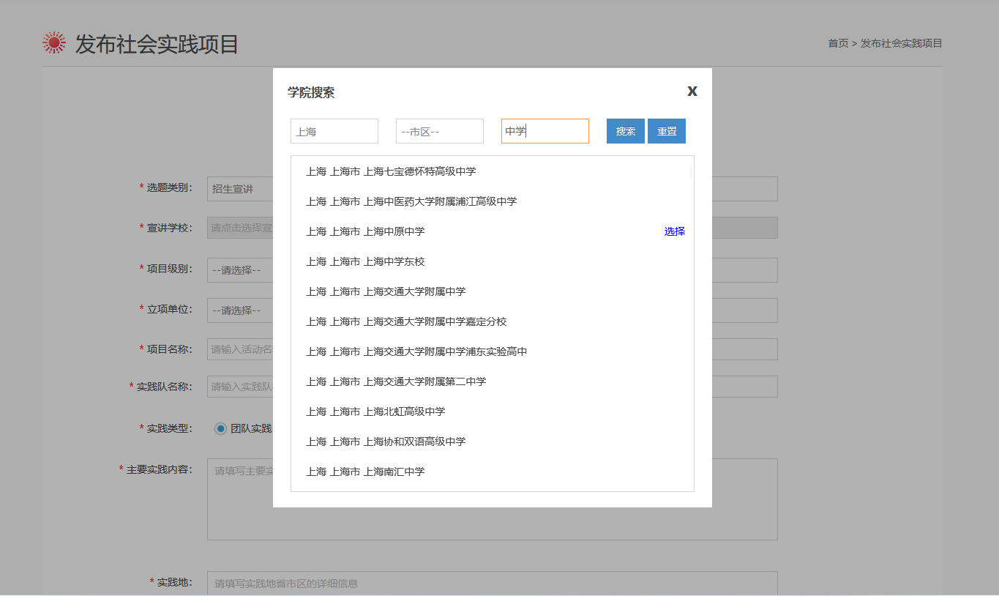 发布社会实践项目
首页 > 发布社会实践项目
学院搜索
X
上海
--市区--
中学
搜索
重置
上海 上海市 上海七宝德怀特高级中学
上海 上海市 上海中医药大学附属浦江高级中学
上海 上海市 上海中原中学
选择
上海 上海市 上海中学东校
上海 上海市 上海交通大学附属中学
上海 上海市 上海交通大学附属中学嘉定分校
上海 上海市 上海交通大学附属中学浦东实验高中
上海 上海市 上海交通大学附属第二中学
上海 上海市 上海北虹高级中学
上海 上海市 上海协和双语高级中学
上海 上海市 上海南汇中学
* 选题类别：
招生宣讲
* 宣讲学校：
请点击选择宣
* 项目级别：
--请选择--
* 立项单位：
--请选择--
* 项目名称：
请输入活动名
* 实践队名称：
请输入实践队
* 实践类型：
团队实践
* 主要实践内容：
请填写主要实
* 实践地：
请填写实践地省市区的详细信息